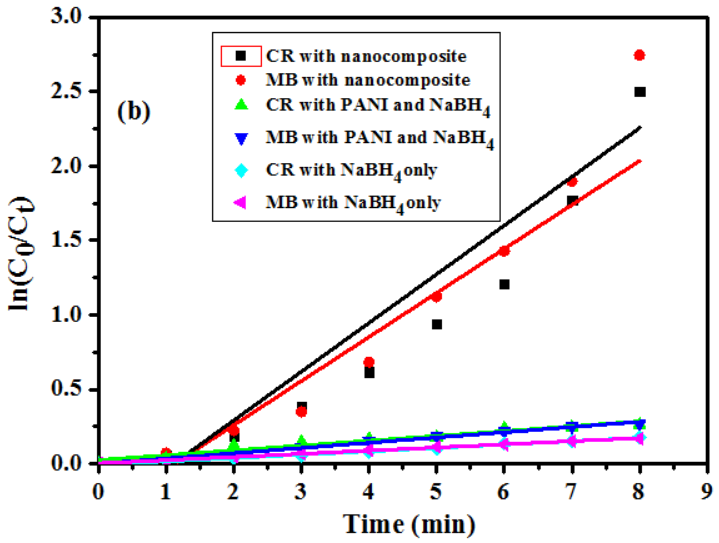 3.0
2.5
2.0
1.5
1.0
0.5
0.0
ln(C0/Ct)
(b)
CR with nanocomposite
MB with nanocomposite
CR with PANI and NaBH4
MB with PANI and NaBH4
CR with NaBH4only
MB with NaBH4only
0 1 2 3 4 5 6 7 8 9
Time (min)